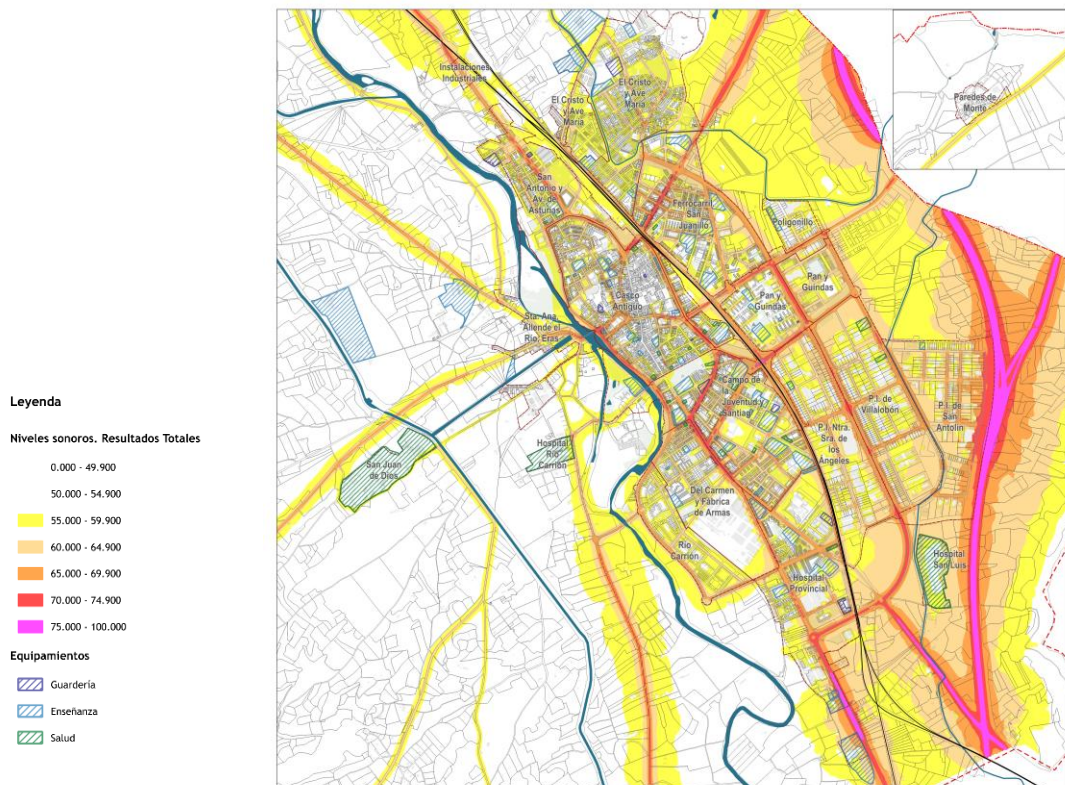 Leyenda
Niveles sonoros. Resultados Totales
0.000 - 49.900
50.000 - 54.900
55.000 - 59.900
60.000 - 64.900
65.000 - 69.900
70.000 - 74.900
75.000 - 100.000
Equipamientos
Guardería
Enseñanza
Salud
Instalaciones
Industriales
El Cristo
y Ave
María
El Cristo
y Ave
María
Paredes de
Monte
San
Antonio y
Av. de
Asturias
Ferrocarril
San
Juanillo
Poligonillo
Pan y
Guindas
Pan y
Guindas
Casco
Antiguo
Sta. Ana,
Allende el
Río, Eras
Campo de
Juventud y
Santiago
P.I. de
Villalobón
P.I. de
San
Antolín
P.I. Ntra.
Sra. de
los
Ángeles
San Juan
de Dios
Hospital
Río
Carrión
Del Carmen
y Fábrica
de Armas
Río
Carrión
Hospital
San Luis
Hospital
Provincial